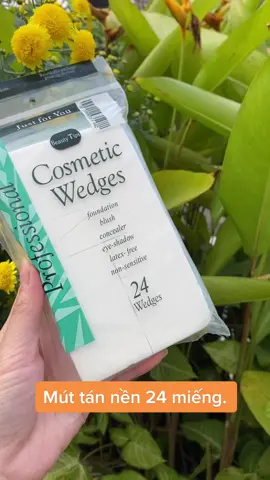 Just for You
Beauty Tips
Cosmetic
Wedges
foundation
blush
concealer
eye-shadow
latex-free
non-sensitive
24
Wedges
Professional
Mút tán nền 24 miếng.